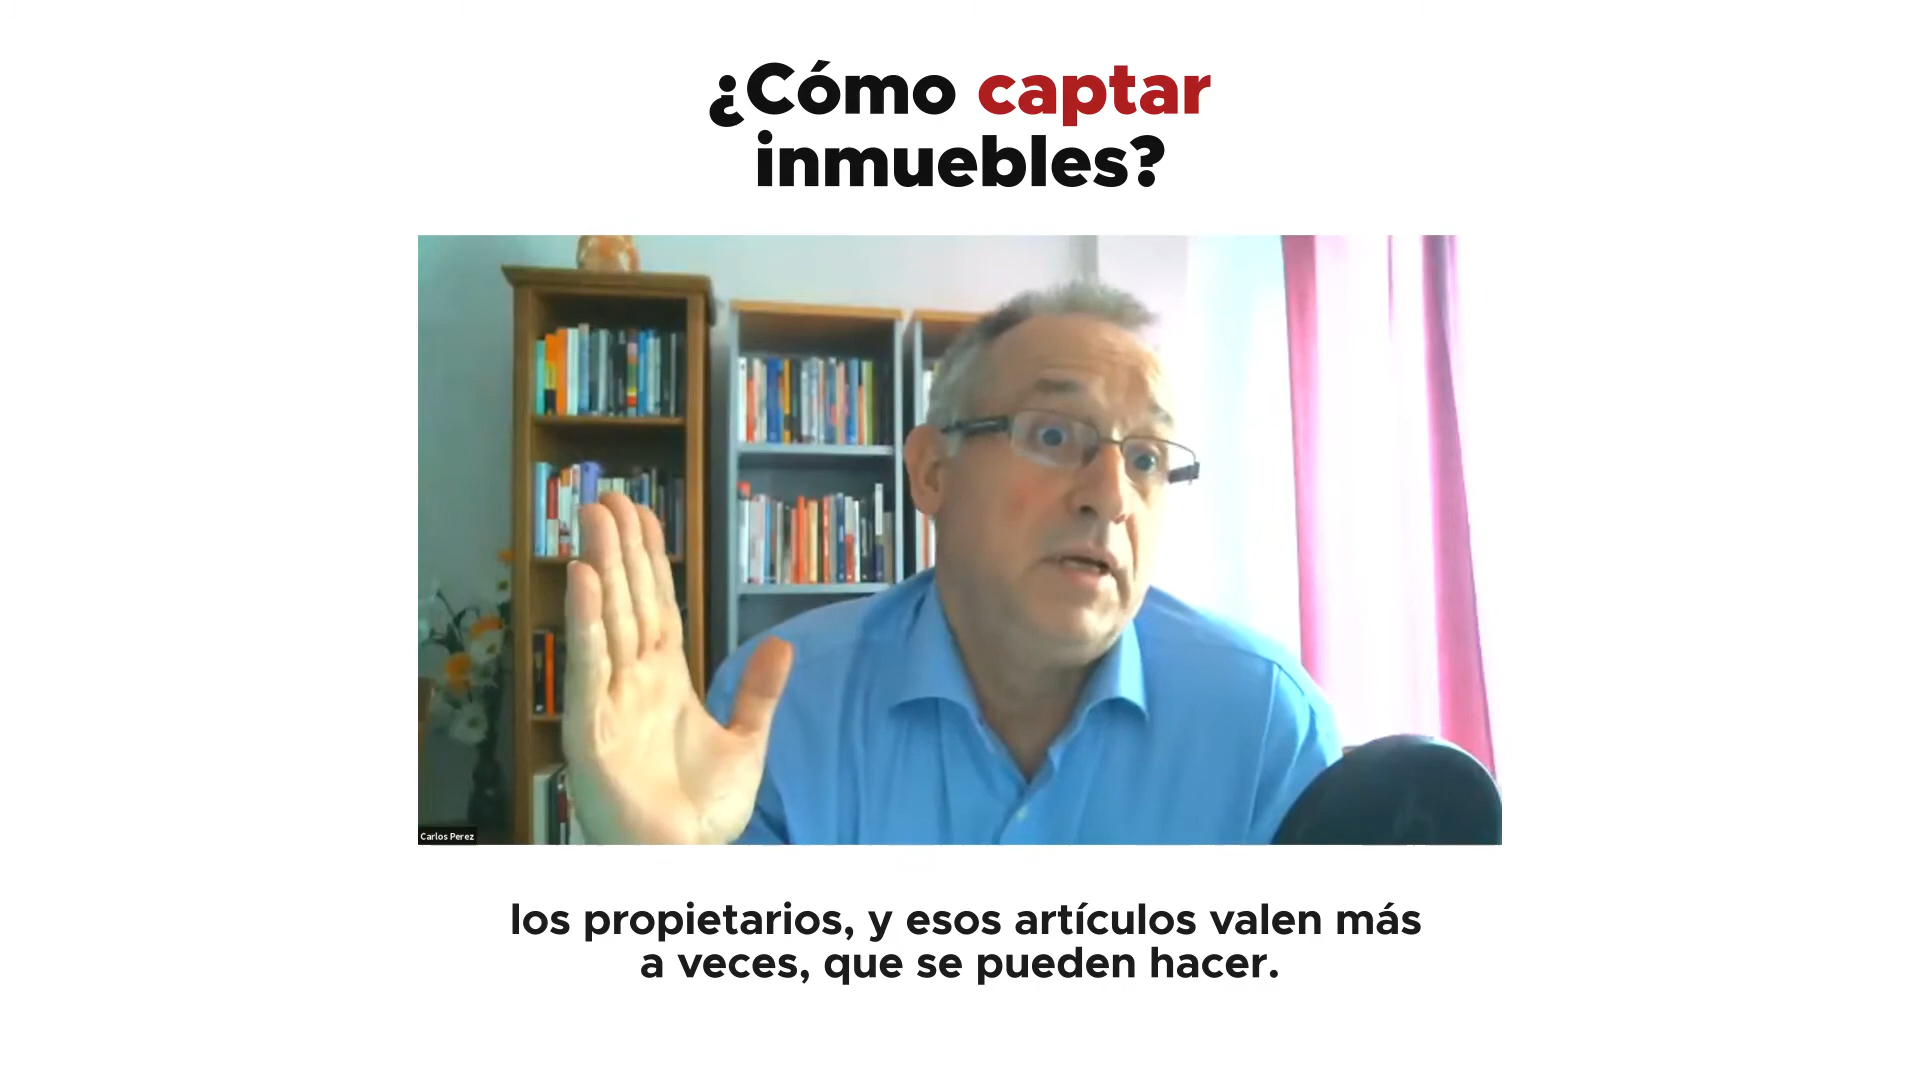 ¿Cómo captar
inmuebles?
Carlos Perez
los propietarios, y esos artículos valen más
a veces, que se pueden hacer.